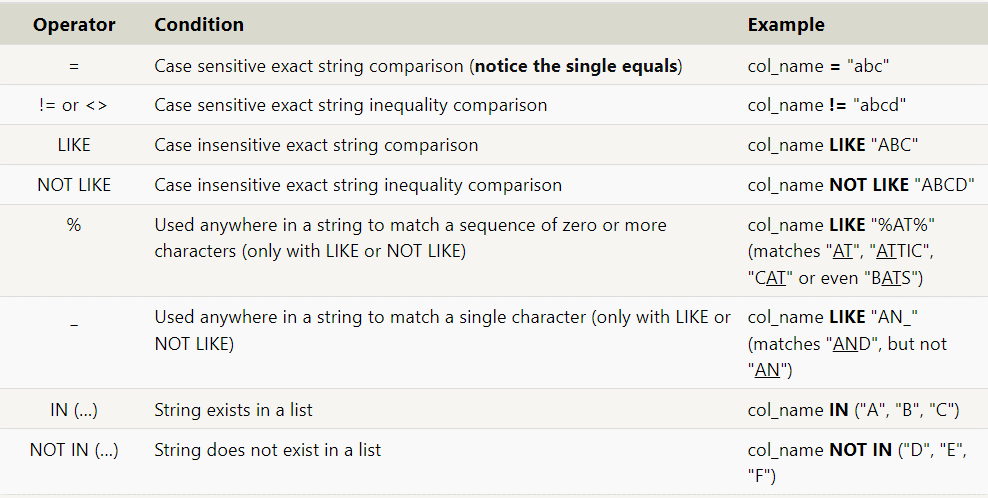 Operator Condition Example
= Case sensitive exact string comparison (notice the single equals) col_name = "abc"
!= or <> Case sensitive exact string inequality comparison col_name != "abcd"
LIKE Case insensitive exact string comparison col_name LIKE "ABC"
NOT LIKE Case insensitive exact string inequality comparison col_name NOT LIKE "ABCD"
% Used anywhere in a string to match a sequence of zero or more col_name LIKE "%AT%"
characters (only with LIKE or NOT LIKE) (matches "AT", "ATTIC",
"CAT" or even "BATS")
_ Used anywhere in a string to match a single character (only with LIKE or col_name LIKE "AN_"
NOT LIKE) (matches "AND", but not
"AN")
IN (...) String exists in a list col_name IN ("A", "B", "C")
NOT IN (...) String does not exist in a list col_name NOT IN ("D", "E",
"F")